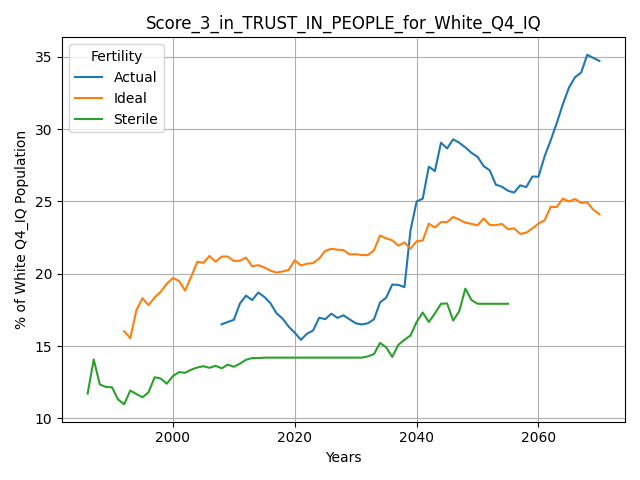 Score_3_in_TRUST_IN_PEOPLE_for_White_Q4_IQ
Fertility
Actual
Ideal
Sterile
% of White Q4_IQ Population
35
30
25
20
15
10
2000
2020
2040
2060
Years